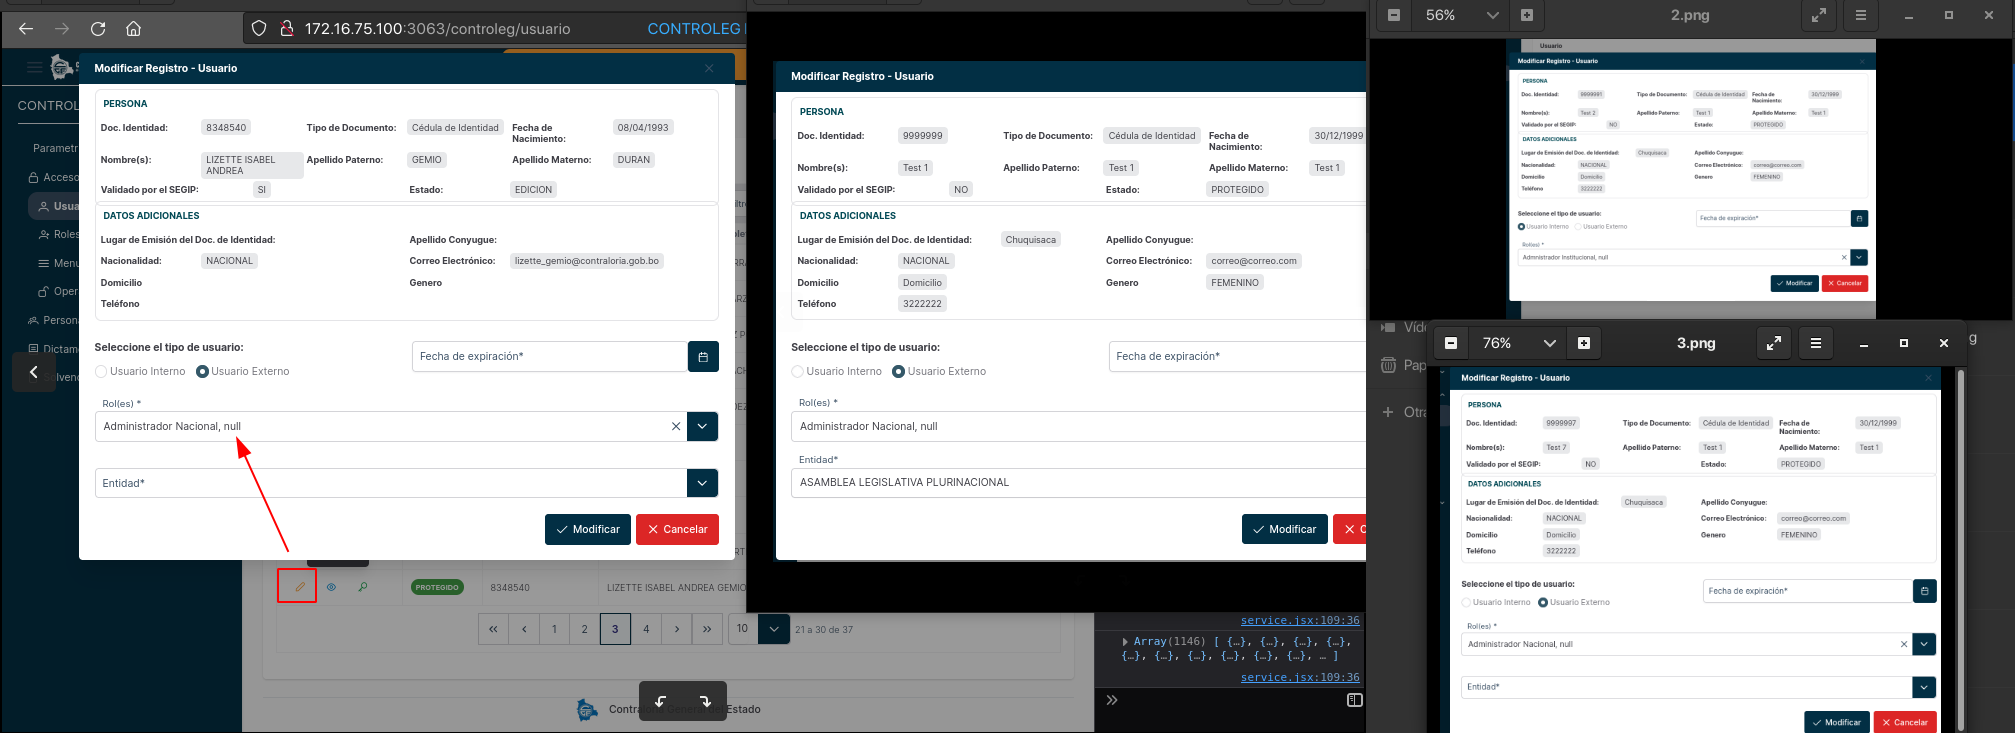 172.16.75.100:3063/controleg/usuario
CONTROLEG
CONTROL
Parametr
Acceso
Usua
Roles
Menu
Oper
Persona
Dictam
Solvenc
Modificar Registro - Usuario
PERSONA
Doc. Identidad: 8348540 Tipo de Documento: Cédula de Identidad Fecha de Nacimiento: 08/04/1993
Nombre(s): LIZETTE ISABEL ANDREA Apellido Paterno: GEMIO Apellido Materno: DURAN
Validado por el SEGIP: SI Estado: EDICION
DATOS ADICIONALES
Lugar de Emisión del Doc. de Identidad: Apellido Conyugue:
Nacionalidad: NACIONAL Correo Electrónico: lizette_gemio@contraloria.gob.bo
Domicilio Genero
Teléfono
Seleccione el tipo de usuario: Fecha de expiración*
Usuario Interno Usuario Externo
Rol(es) *
Administrador Nacional, null
Entidad*
Modificar Cancelar
PROTEGIDO 8348540 LIZETTE ISABEL ANDREA GEMIO
« ‹ 1 2 3 4 › » 10 21 a 30 de 37
Contraloría General del Estado
Modificar Registro - Usuario
PERSONA
Doc. Identidad: 9999999 Tipo de Documento: Cédula de Identidad Fecha de Nacimiento: 30/12/1999
Nombre(s): Test 1 Apellido Paterno: Test 1 Apellido Materno: Test 1
Validado por el SEGIP: NO Estado: PROTEGIDO
DATOS ADICIONALES
Lugar de Emisión del Doc. de Identidad: Chuquisaca Apellido Conyugue:
Nacionalidad: NACIONAL Correo Electrónico: correo@correo.com
Domicilio Domicilio Genero FEMENINO
Teléfono 3222222
Seleccione el tipo de usuario: Fecha de expiración*
Usuario Interno Usuario Externo
Rol(es) *
Administrador Nacional, null
Entidad*
ASAMBLEA LEGISLATIVA PLURINACIONAL
Modificar C
service.jsx:109:36
Array(1146) [ {…}, {…}, {…}, {…},
{…}, {…}, {…}, {…}, {…}, {…}, … ]
service.jsx:109:36
56% 2.png
Usuario
Modificar Registro - Usuario
PERSONA
Doc. Identidad: 9999991 Tipo de Documento: Cédula de Identidad Fecha de Nacimiento: 30/12/1999
Nombre(s): Test 2 Apellido Paterno: Test 1 Apellido Materno: Test 1
Validado por el SEGIP: NO Estado: PROTEGIDO
DATOS ADICIONALES
Lugar de Emisión del Doc. de Identidad: Chuquisaca Apellido Conyugue:
Nacionalidad: NACIONAL Correo Electrónico: correo@correo.com
Domicilio Domicilio Genero FEMENINO
Teléfono 3222222
Seleccione el tipo de usuario: Fecha de expiración*
Usuario Interno Usuario Externo
Rol(es) *
Administrador Institucional, null
Modificar Cancelar
Víde
Pap
Otra
76% 3.png
Modificar Registro - Usuario
PERSONA
Doc. Identidad: 9999997 Tipo de Documento: Cédula de Identidad Fecha de Nacimiento: 30/12/1999
Nombre(s): Test 7 Apellido Paterno: Test 1 Apellido Materno: Test 1
Validado por el SEGIP: NO Estado: PROTEGIDO
DATOS ADICIONALES
Lugar de Emisión del Doc. de Identidad: Chuquisaca Apellido Conyugue:
Nacionalidad: NACIONAL Correo Electrónico: correo@correo.com
Domicilio Domicilio Genero FEMENINO
Teléfono 3222222
Seleccione el tipo de usuario: Fecha de expiración*
Usuario Interno Usuario Externo
Rol(es) *
Administrador Nacional, null
Entidad*
Modificar Cancelar